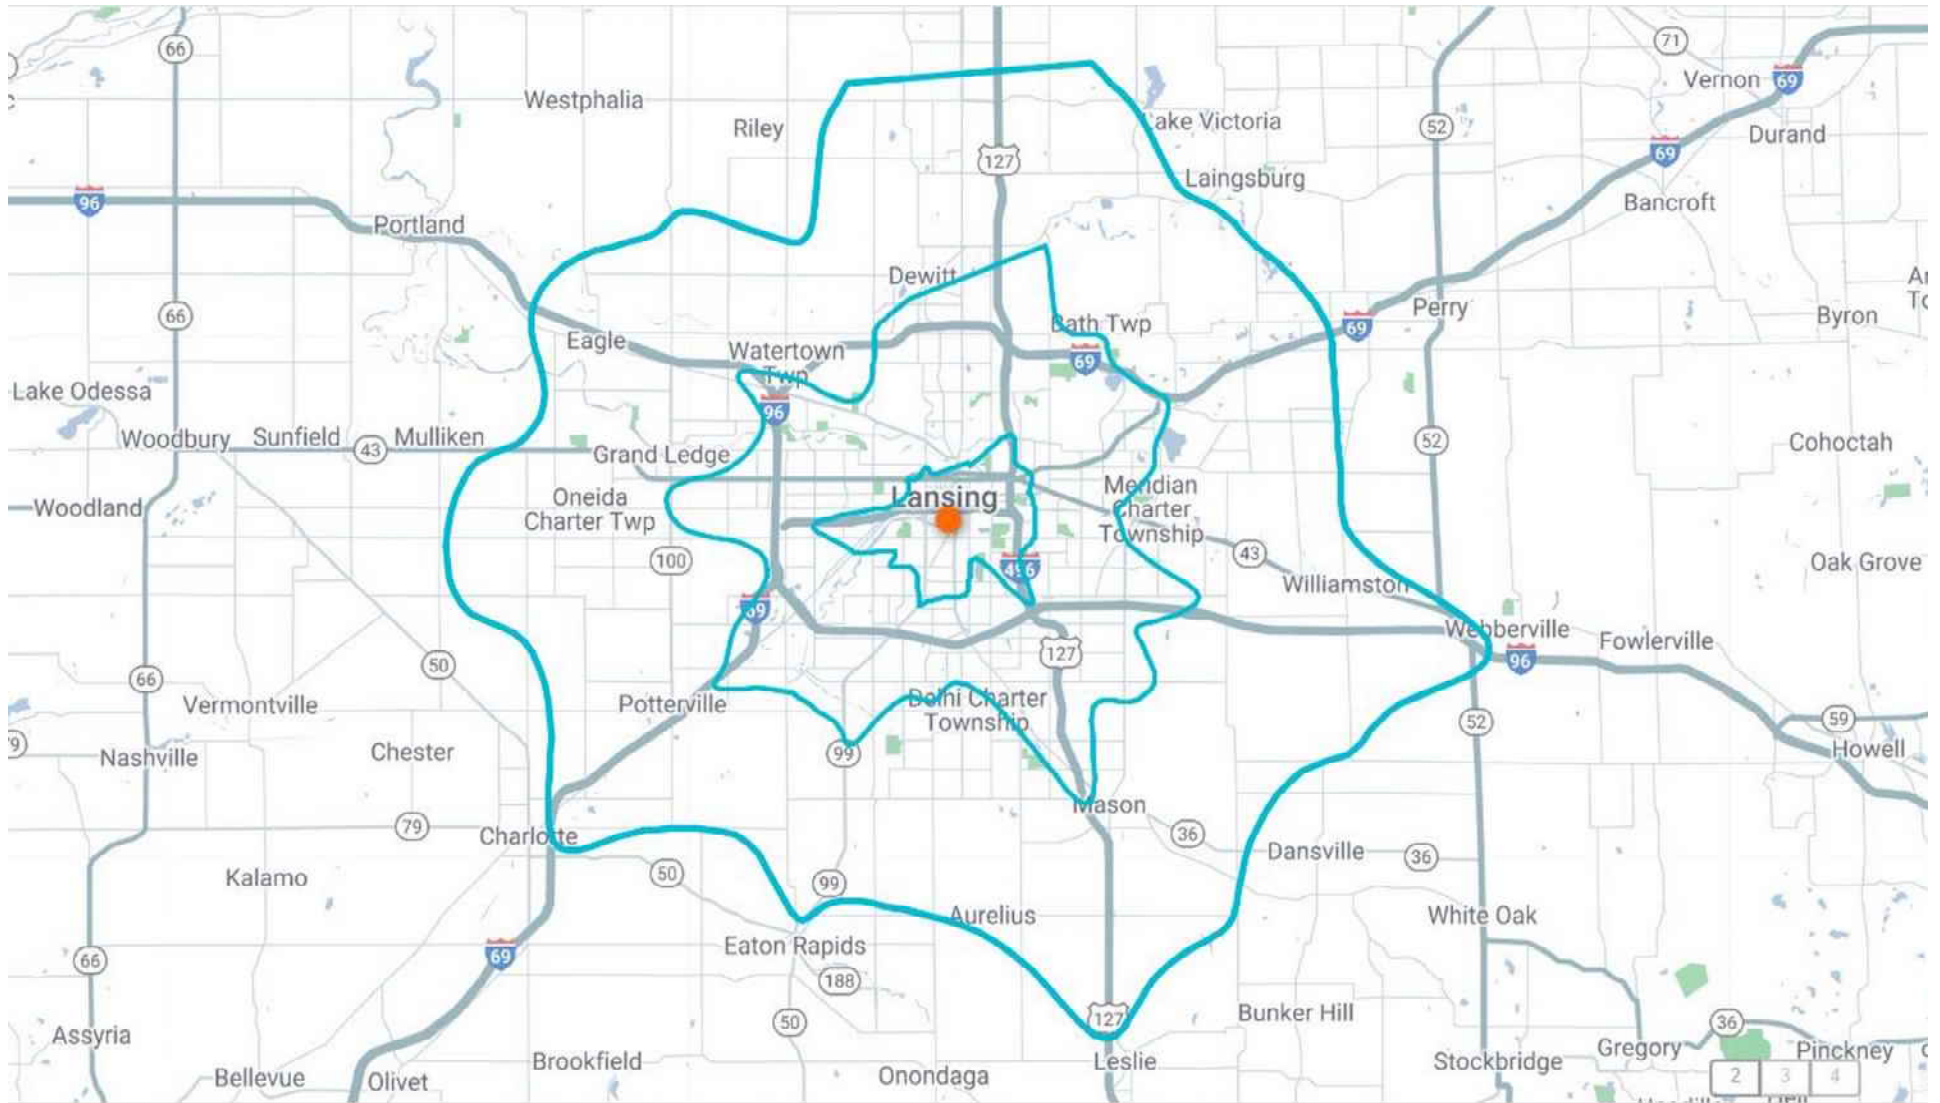 66
71
Vernon
69
Westphalia
Riley
Lake Victoria
52
Durand
127
69
96
Laingsburg
Bancroft
Portland
Dewitt
66
Perry
69
Byron
Bath Twp
Eagle
Watertown
Twp
69
Lake Odessa
96
Woodbury
Sunfield
43
Mulliken
52
Cohoctah
Grand Ledge
Woodland
Oneida
Charter Twp
Lansing
Meridian
Charter
Township
100
496
43
Oak Grove
Williamston
69
Webberville
Fowlerville
96
127
50
66
Vermontville
Potterville
Delhi Charter
Township
52
59
Nashville
Chester
99
Howell
Mason
79
Charlotte
36
Dansville
36
Kalamo
50
99
Aurelius
White Oak
Eaton Rapids
69
66
188
50
127
Bunker Hill
36
Assyria
Brookfield
Leslie
Stockbridge
Gregory
Pinckney
Bellevue
Olivet
Onondaga
2 3 4